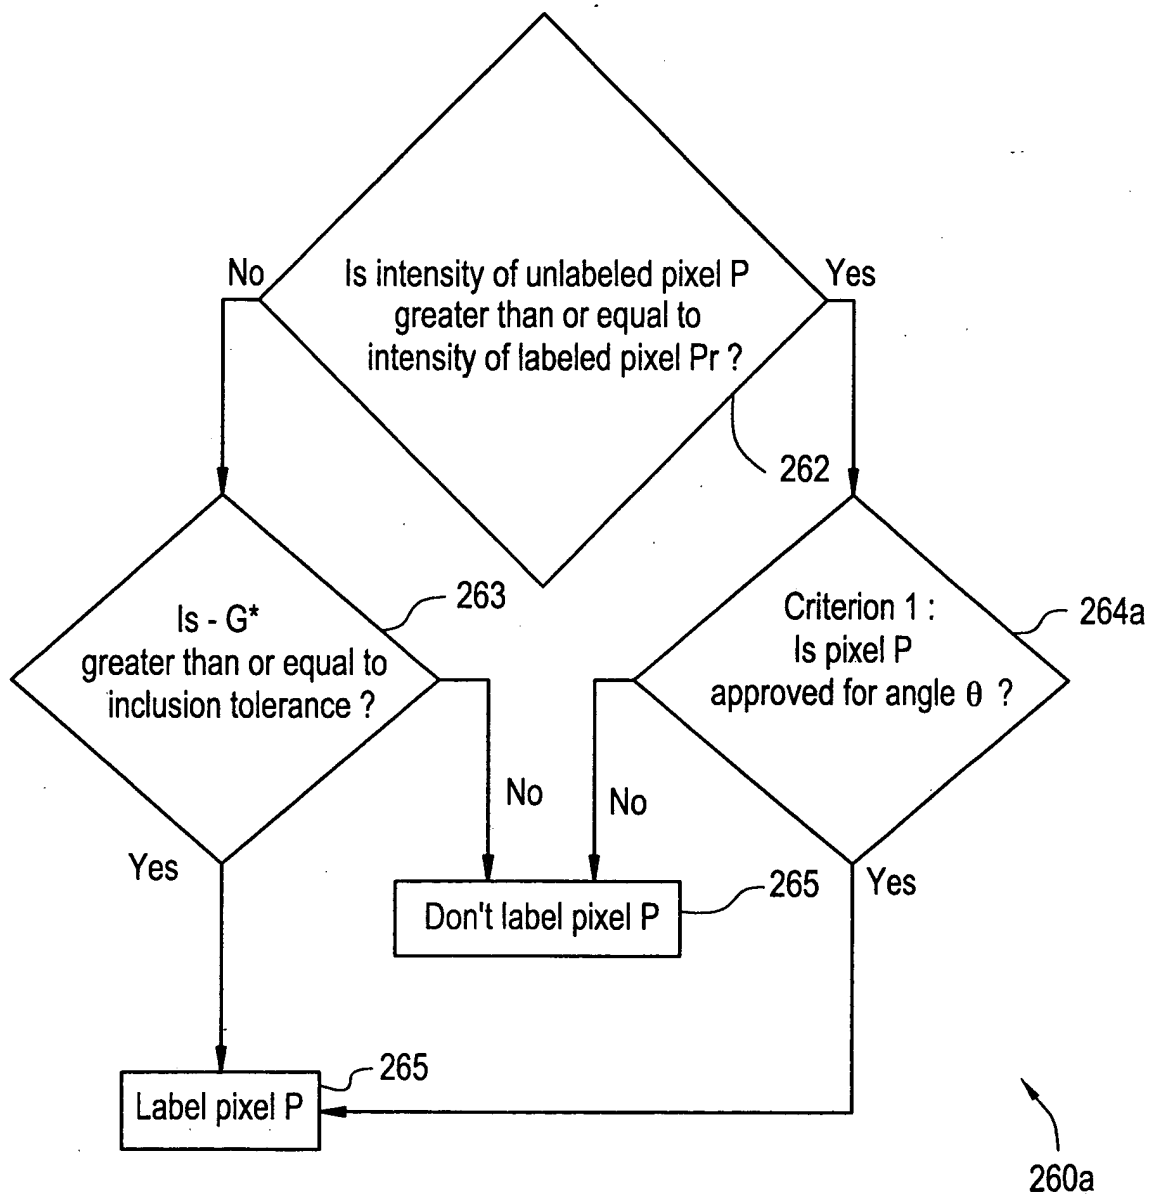 No
Is intensity of unlabeled pixel P
greater than or equal to
intensity of labeled pixel Pr ?
Yes
262
Is - G*
greater than or equal to
inclusion tolerance ?
263
Criterion 1 :
Is pixel P
approved for angle θ ?
264a
No
No
Yes
Yes
Don't label pixel P
265
Label pixel P
265
260a